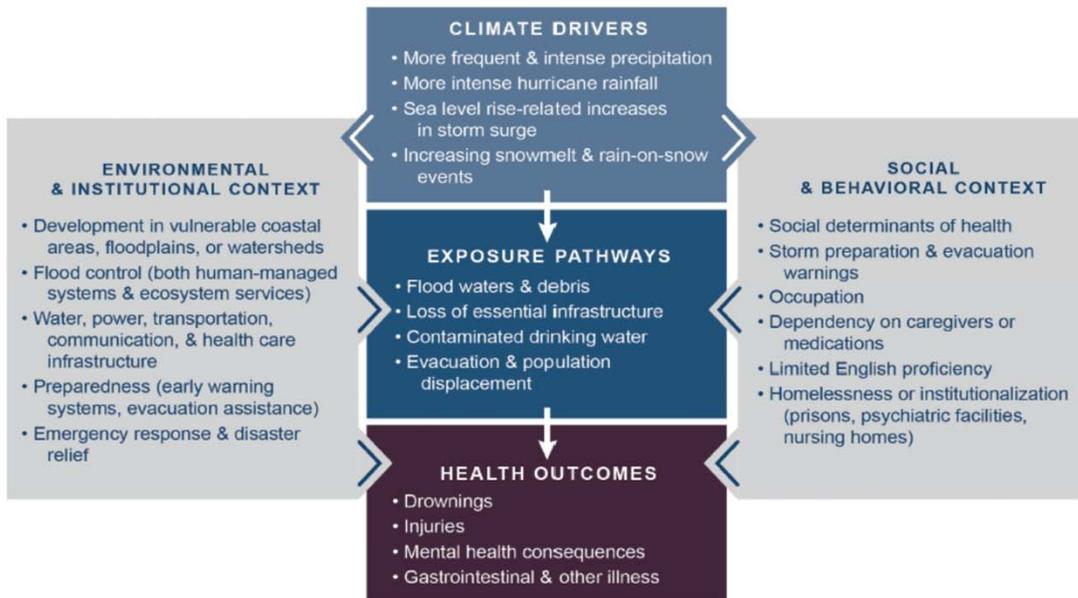 CLIMATE DRIVERS
• More frequent & intense precipitation
• More intense hurricane rainfall
• Sea level rise-related increases
in storm surge
• Increasing snowmelt & rain-on-snow
events
ENVIRONMENTAL
& INSTITUTIONAL CONTEXT
• Development in vulnerable coastal
areas, floodplains, or watersheds
• Flood control (both human-managed
systems & ecosystem services)
• Water, power, transportation,
communication, & health care
infrastructure
• Preparedness (early warning
systems, evacuation assistance)
• Emergency response & disaster
relief
EXPOSURE PATHWAYS
• Flood waters & debris
• Loss of essential infrastructure
• Contaminated drinking water
• Evacuation & population
displacement
SOCIAL
& BEHAVIORAL CONTEXT
• Social determinants of health
• Storm preparation & evacuation
warnings
• Occupation
• Dependency on caregivers or
medications
• Limited English proficiency
• Homelessness or institutionalization
(prisons, psychiatric facilities,
nursing homes)
HEALTH OUTCOMES
• Drownings
• Injuries
• Mental health consequences
• Gastrointestinal & other illness